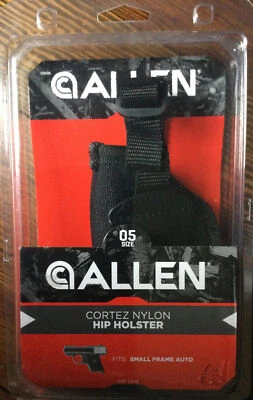 ALLEN®
05
SIZE
ALLEN®
CORTEZ NYLON
HIP HOLSTER
FITS: SMALL FRAME AUTO